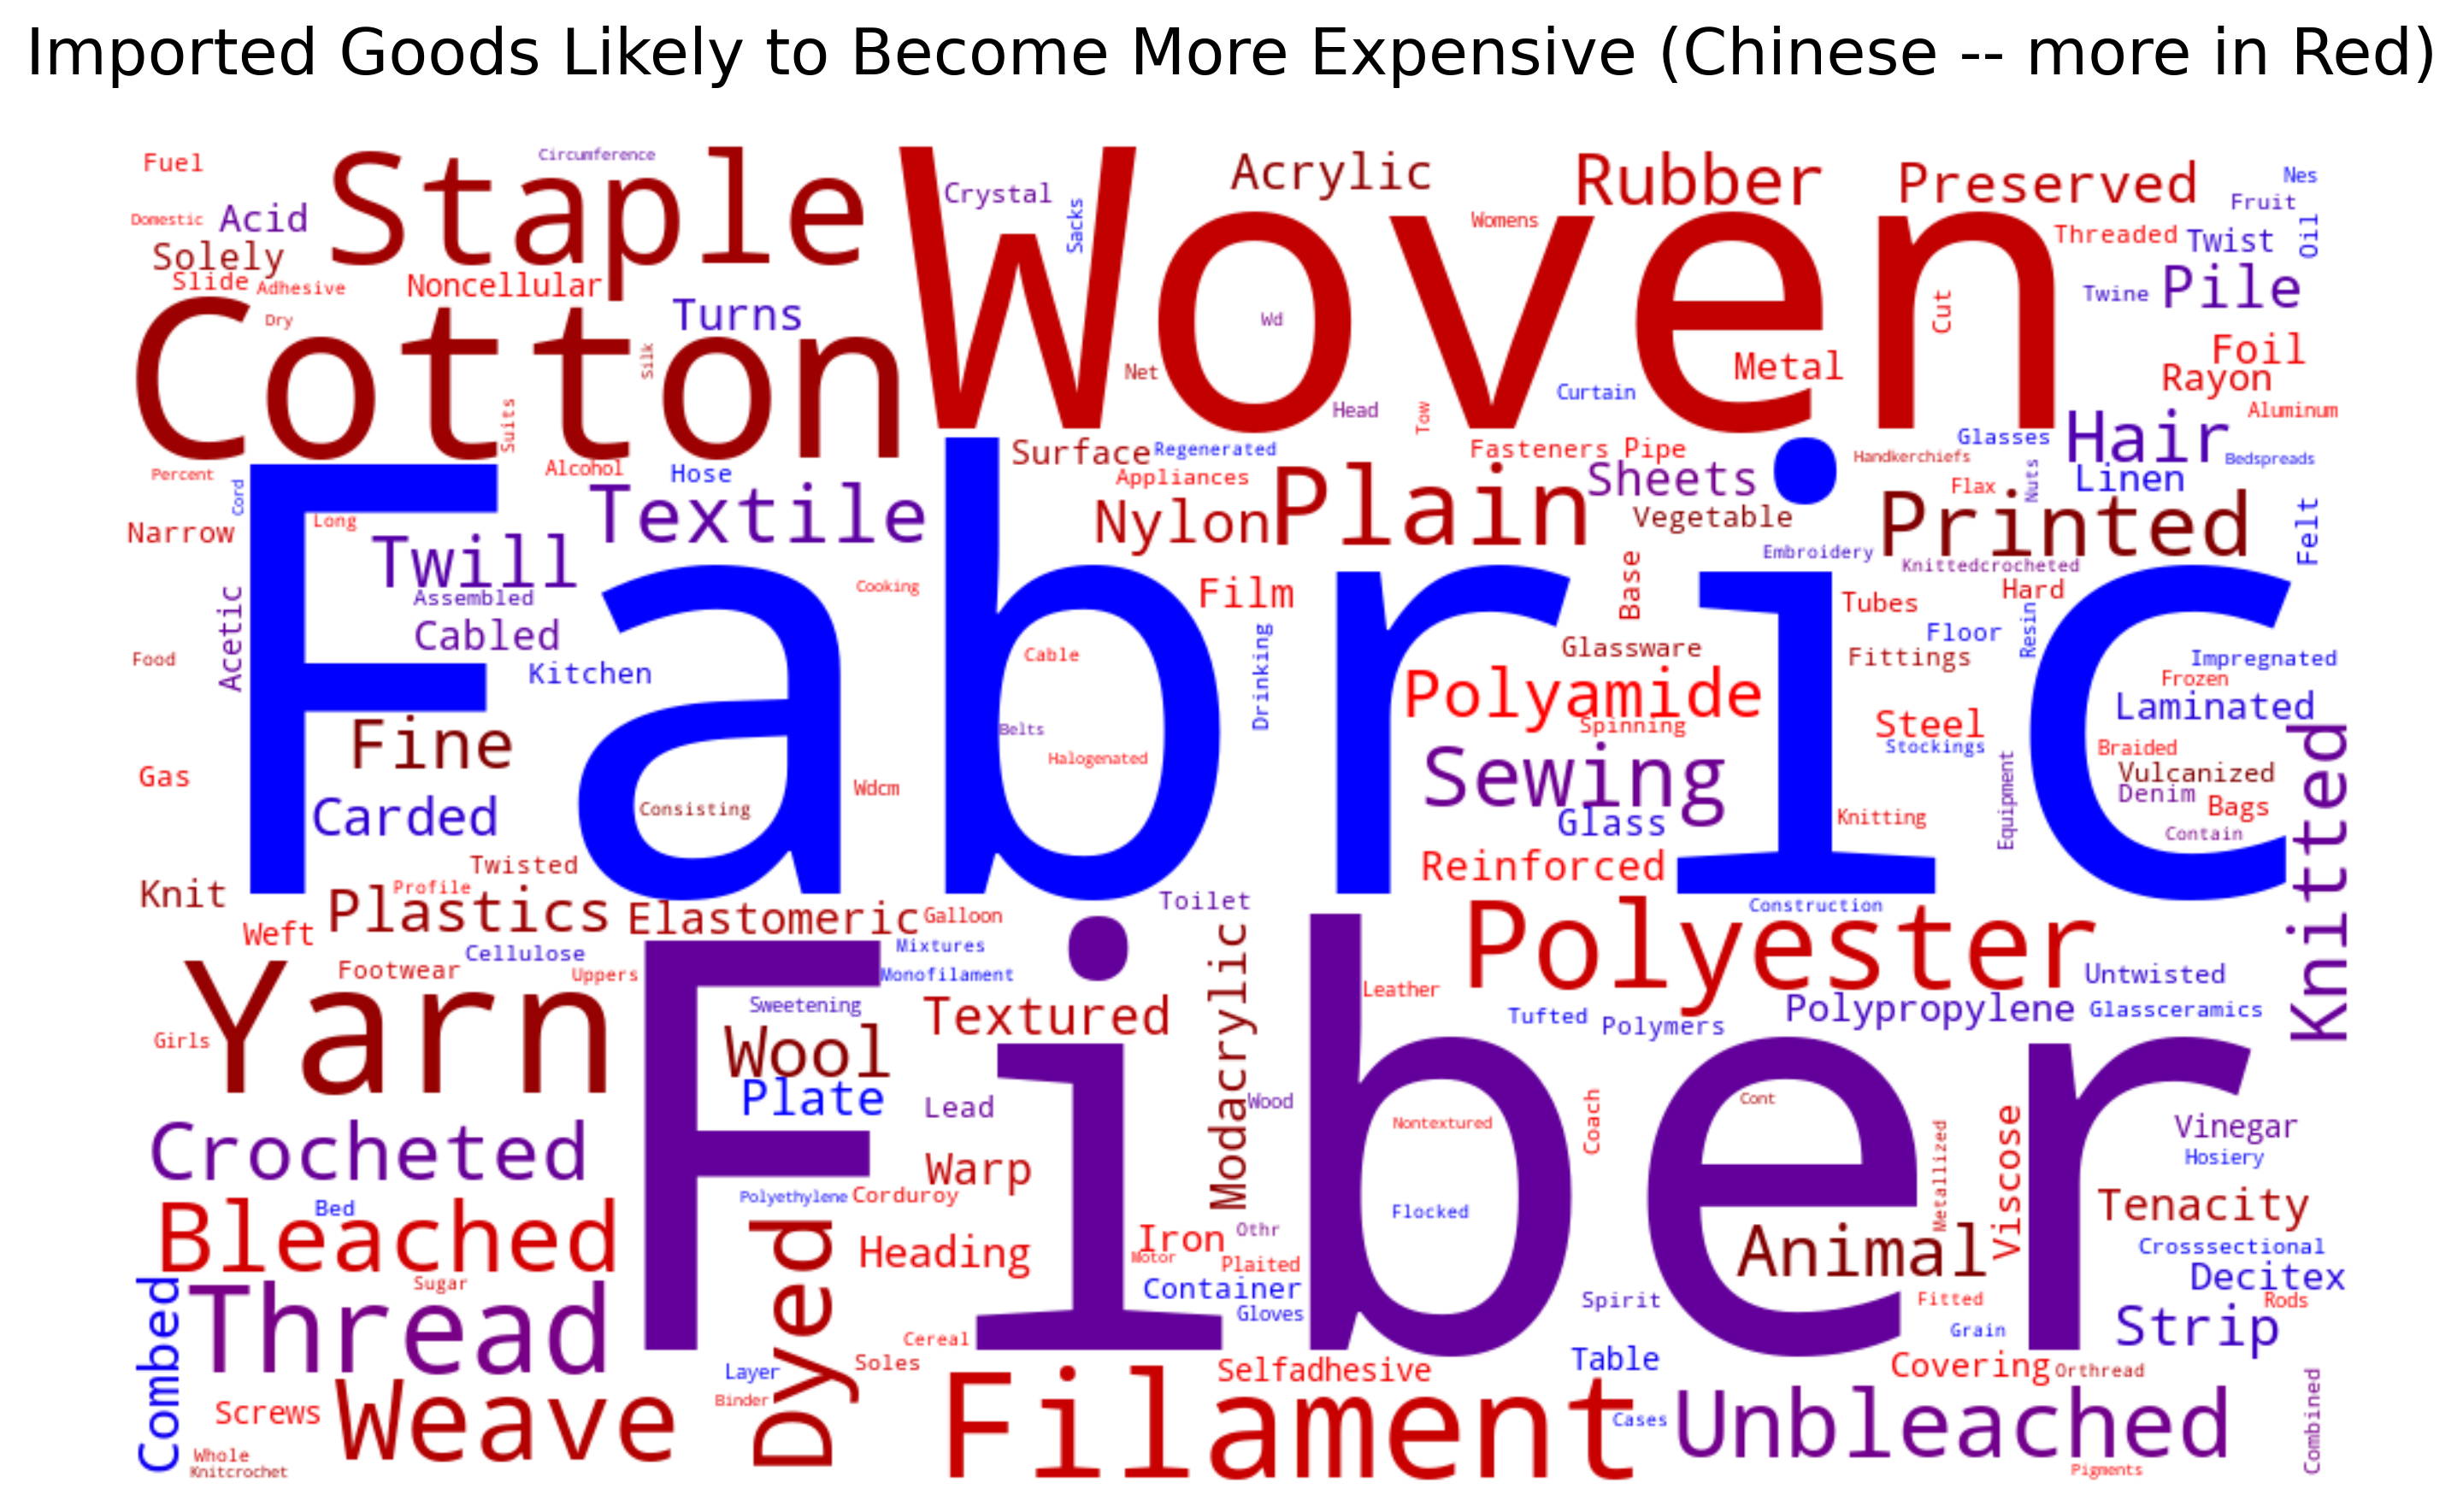 Imported Goods Likely to Become More Expensive (Chinese -- more in Red)
Fuel
Circumference
Staple
Woven
Crystal
Sacks
Acrylic
Rubber
Preserved
Nes
Fruit
Domestic
Acid
Womens
Threaded
Twist
Oil
Solely
Slide
Adhesive
Noncellular
Turns
Twine
Pile
Cotton
Dry
Silk
Suits
Wd
Cut
Net
Metal
Foil
Rayon
Curtain
Head
Tow
Aluminum
Percent
Cord
Alcohol
Hose
Surface
Regenerated
Appliances
Fasteners
Pipe
Handkerchiefs
Glasses
Hair
Bedspreads
Fabric
Long
Textile
Nylon
Plain
Sheets
Vegetable
Flax
Nuts
Linen
Narrow
Printed
Felt
Twill
Embroidery
Knittedcrocheted
Assembled
Cooking
Film
Base
Tubes
Hard
Acetic
Cabled
Drinking
Floor
Resin
Food
Kitchen
Cable
Glassware
Fittings
Impregnated
Frozen
Polyamide
Laminated
Fine
Belts
Spinning
Steel
Stockings
Braided
Knitted
Gas
Halogenated
Sewing
Vulcanized
Wdcm
Equipment
Denim
Bags
Carded
Consisting
Glass
Knitting
Contain
Twisted
Reinforced
Knit
Profile
Plastics
Elastomeric
Galloon
Toilet
Polyester
Construction
Weft
Cellulose
Mixtures
Modacrylic
Footwear
Uppers
Monofilament
Leather
Untwisted
Yarn
Fiber
Sweetening
Textured
Tufted
Polymers
Polypropylene
Glassceramics
Girls
Wool
Plate
Lead
Wood
Cont
Coach
Nontextured
Metallized
Viscose
Vinegar
Crocheted
Warp
Hosiery
Bleached
Bed
Polyethylene
Corduroy
Flocked
Tenacity
Dyed
Heading
Iron
Othr
Motor
Plaited
Animal
Crosssectional
Combed
Thread
Sugar
Container
Gloves
Spirit
Fitted
Decitex
Rods
Cereal
Grain
Strip
Layer
Soles
Selfadhesive
Table
Covering
Orthread
Screws
Weave
Binder
Filament
Cases
Unbleached
Combined
Whole
Knitcrochet
Pigments